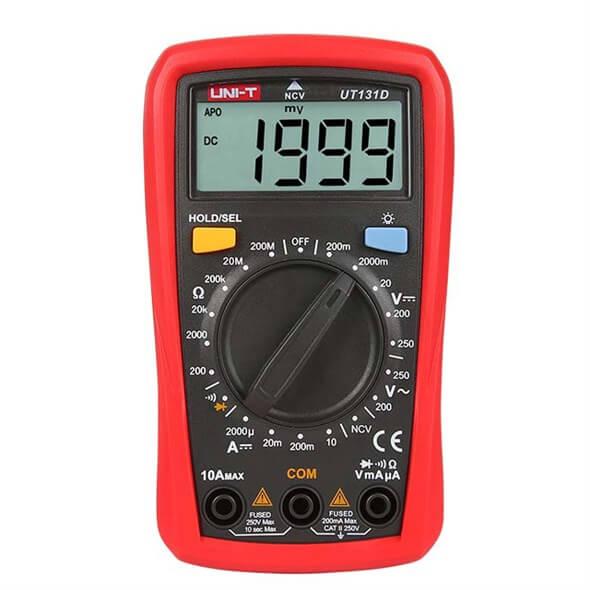 UNI-T
NCV
UT131D
APO
mV
DC
1999
HOLD/SEL
OFF
200m
2000m
20
V
200
250
250
V~
200
NCV
10
200m
20m
2000µ
A
200
2000
20k
Ω
200k
20M
200M
CE
10AMAX
COM
Ω
VmAµA
FUSED
250V Max
10 sec Max
FUSED
200mA Max
CAT II 250V